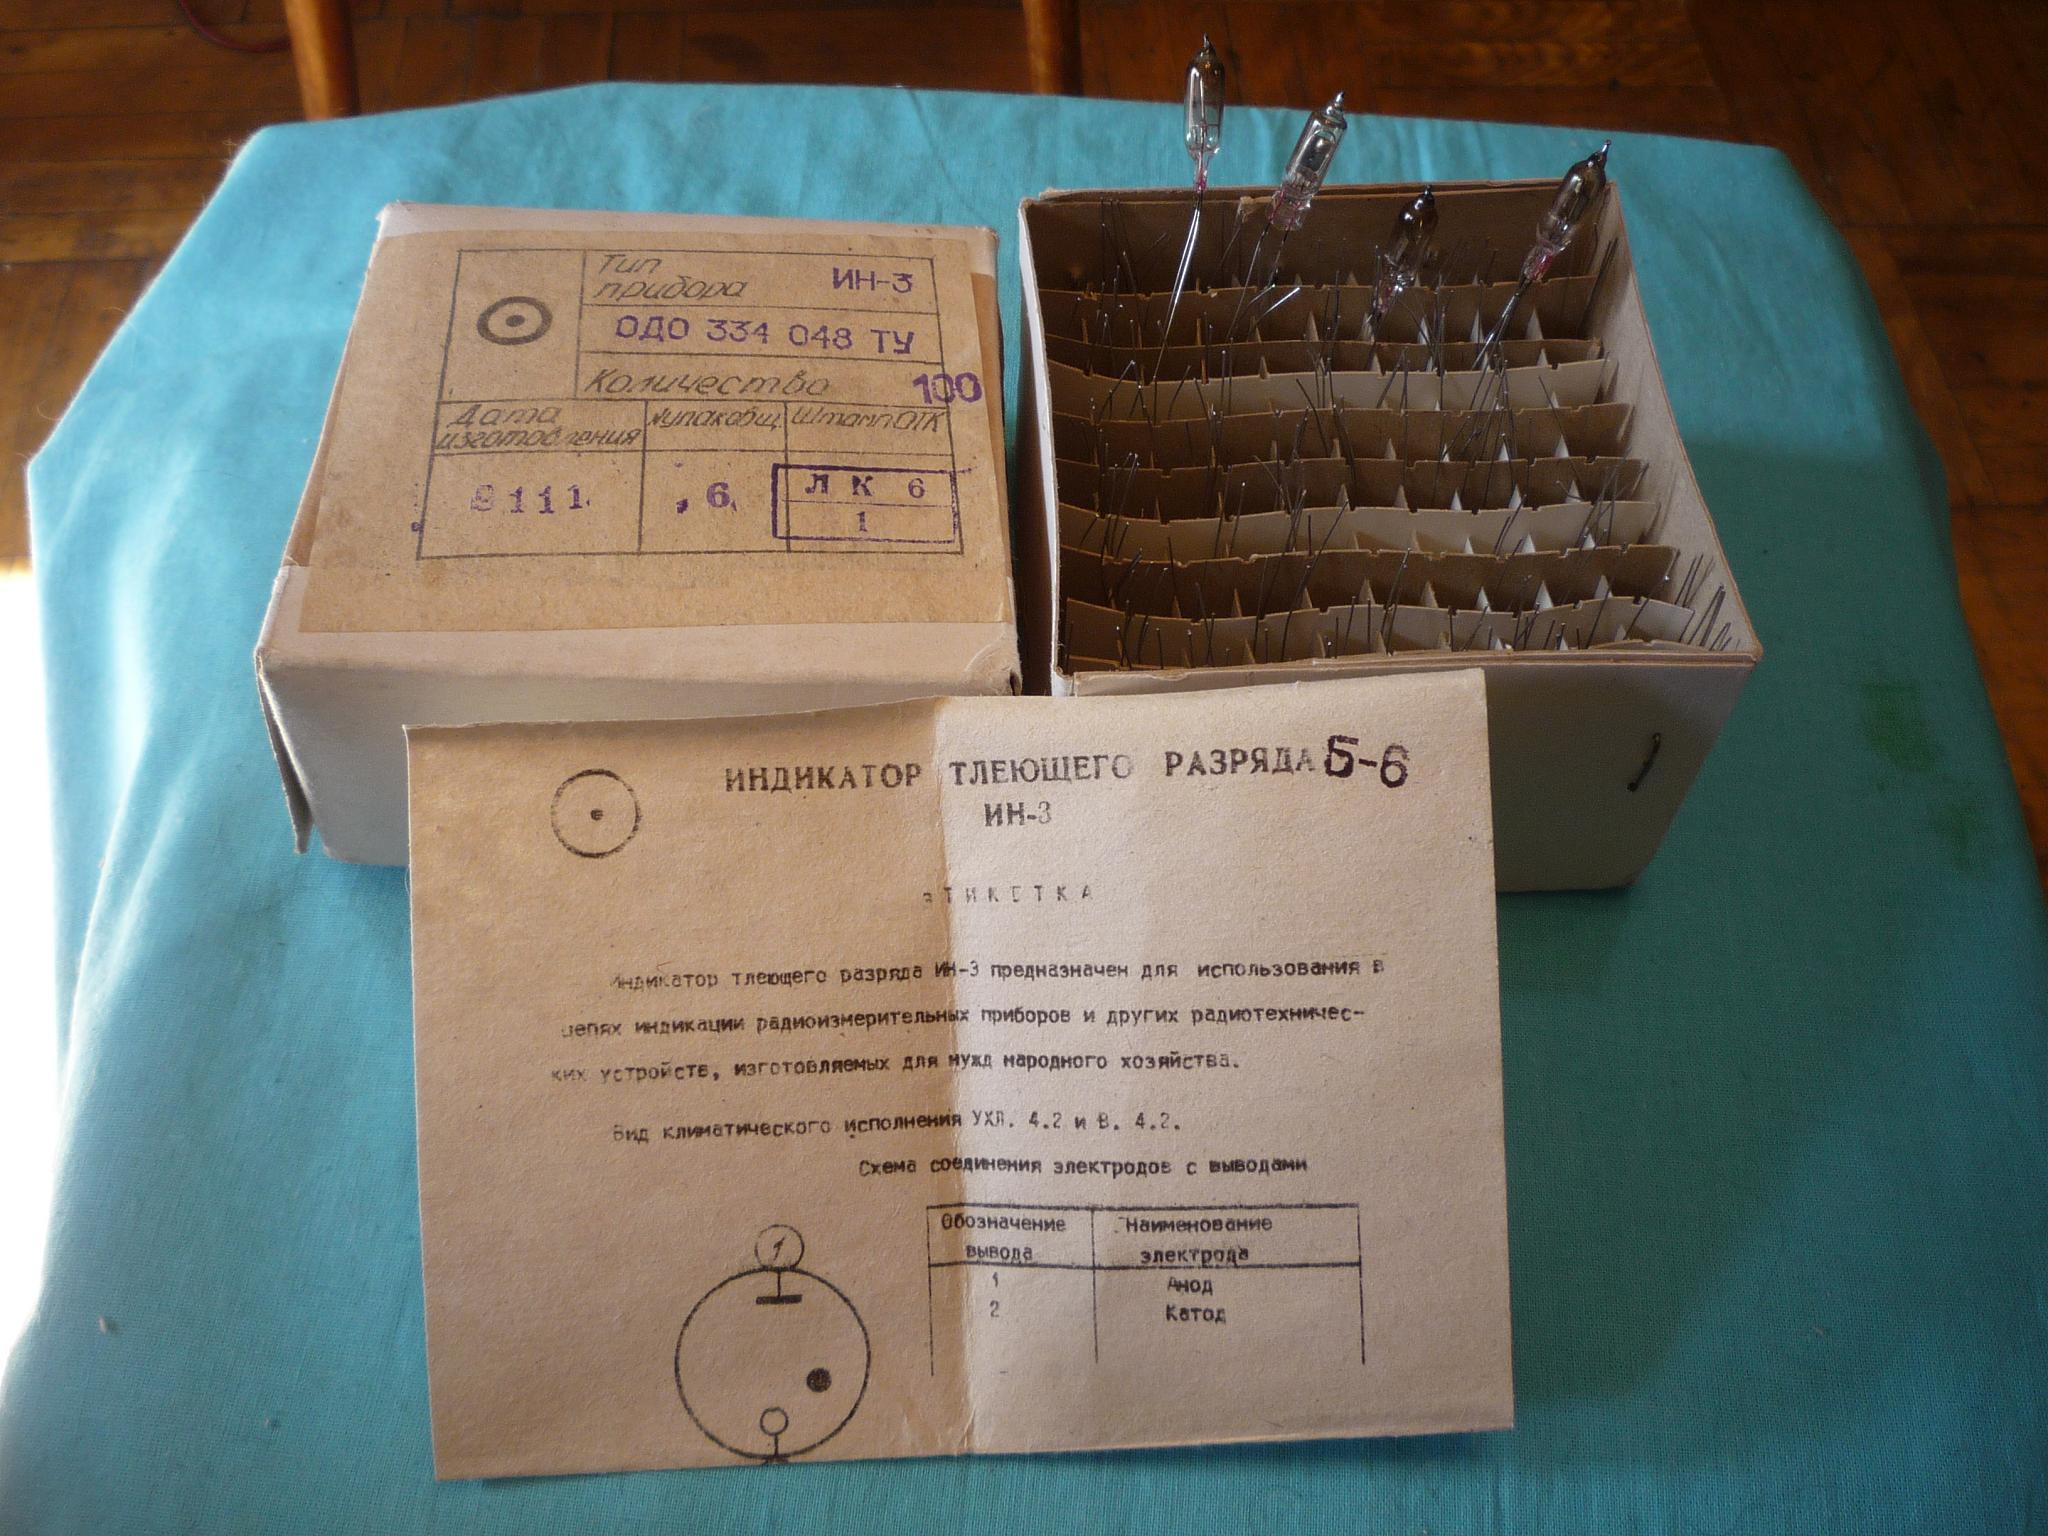 Тип
прибора ИН-3
ОДО 334 048 ТУ
Количество 100
Дата
изготовления
№упаковщ.
Штамп ОТК
8111
6
Л К 6
1
ИНДИКАТОР ТЛЕЮЩЕГО РАЗРЯДА Б-6
ИН-3
ЭТИКЕТКА
Индикатор тлеющего разряда ИН-3 предназначен для использования в
цепях индикации радиоизмерительных приборов и других радиотехничес-
ких устройств, изготовляемых для нужд народного хозяйства.
Вид климатического исполнения УХЛ. 4.2 и В. 4.2.
Схема соединения электродов с выводами
1
Обозначение
вывода
Наименование
электрода
1 Анод
2 Катод